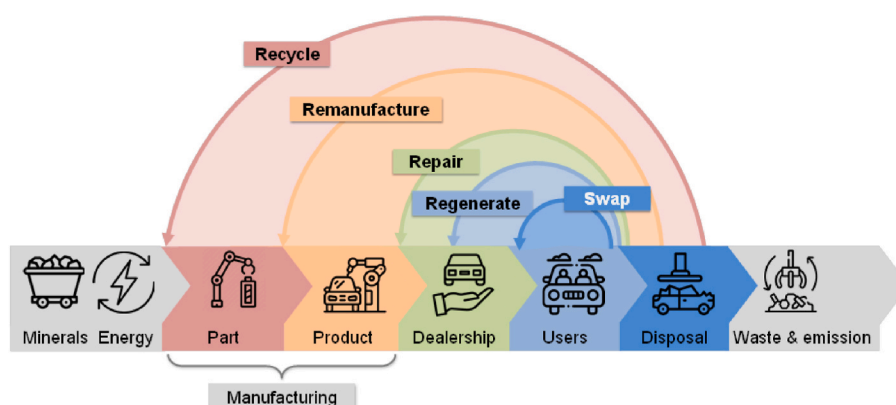 Recycle
Remanufacture
Repair
Regenerate
Swap
Minerals Energy
Part
Product
Dealership
Users
Disposal
Waste & emission
Manufacturing